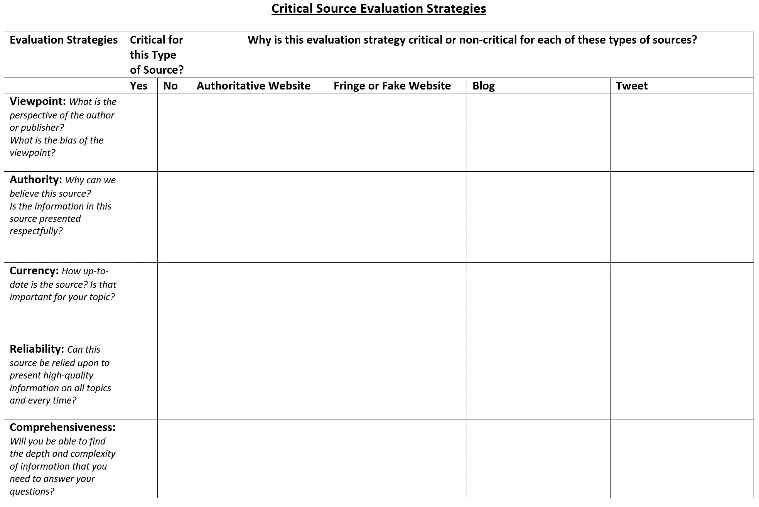 Critical Source Evaluation Strategies
Evaluation Strategies
Critical for
this Type
of Source?
Why is this evaluation strategy critical or non-critical for each of these types of sources?
Yes No Authoritative Website Fringe or Fake Website Blog Tweet
Viewpoint: What is the
perspective of the author
or publisher?
What is the bias of the
viewpoint?
Authority: Why can we
believe this source?
Is the information in this
source presented
respectfully?
Currency: How up-to-
date is the source? Is that
important for your topic?
Reliability: Can this
source be relied upon to
present high-quality
information on all topics
and every time?
Comprehensiveness:
Will you be able to find
the depth and complexity
of information that you
need to answer your
questions?